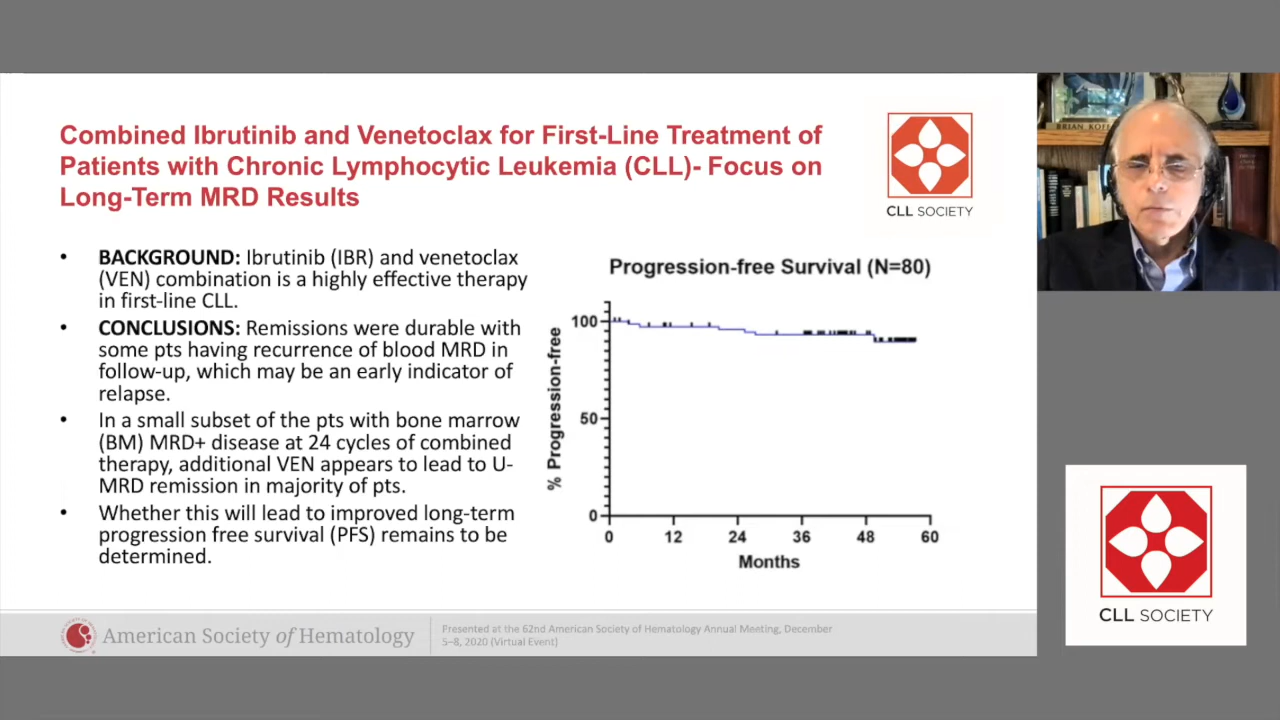 Combined Ibrutinib and Venetoclax for First-Line Treatment of
Patients with Chronic Lymphocytic Leukemia (CLL)- Focus on
Long-Term MRD Results
CLL SOCIETY
• BACKGROUND: Ibrutinib (IBR) and venetoclax
(VEN) combination is a highly effective therapy
in first-line CLL.
• CONCLUSIONS: Remissions were durable with
some pts having recurrence of blood MRD in
follow-up, which may be an early indicator of
relapse.
• In a small subset of the pts with bone marrow
(BM) MRD+ disease at 24 cycles of combined
therapy, additional VEN appears to lead to U-
MRD remission in majority of pts.
• Whether this will lead to improved long-term
progression free survival (PFS) remains to be
determined.
Progression-free Survival (N=80)
% Progression-free
100
50
0
0 12 24 36 48 60
Months
American Society of Hematology
Presented at the 62nd American Society of Hematology Annual Meeting, December
5–8, 2020 (Virtual Event)
BRIAN KOFF
CLL SOCIETY